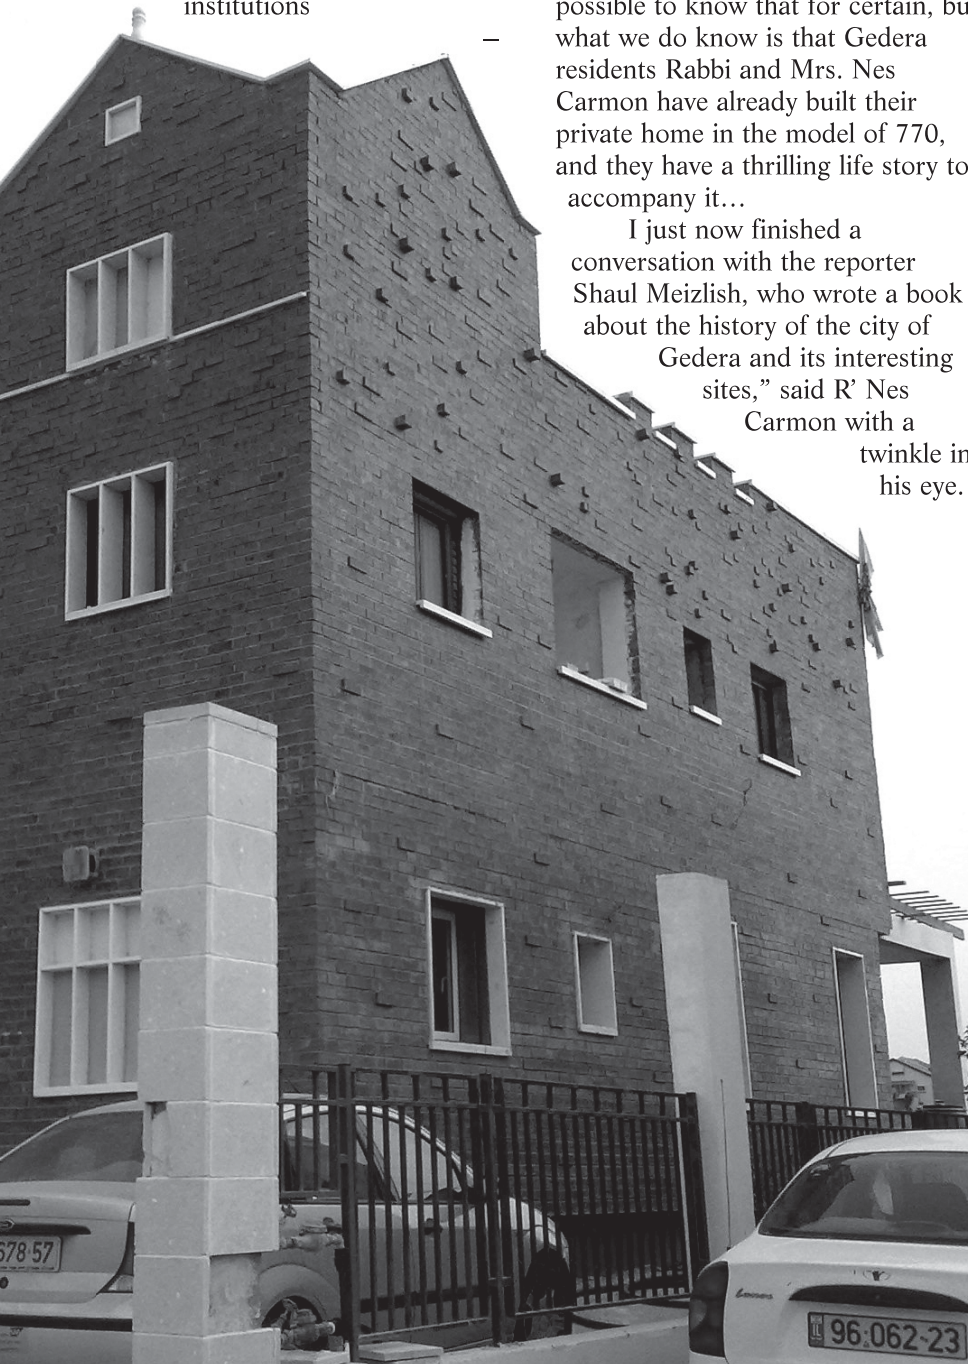 institutions
–
possible to know that for certain, bu
what we do know is that Gedera
residents Rabbi and Mrs. Nes
Carmon have already built their
private home in the model of 770,
and they have a thrilling life story to
accompany it…
I just now finished a
conversation with the reporter
Shaul Meizlish, who wrote a book
about the history of the city of
Gedera and its interesting
sites,” said R’ Nes
Carmon with a
twinkle in
his eye.
678·57
96·062-23